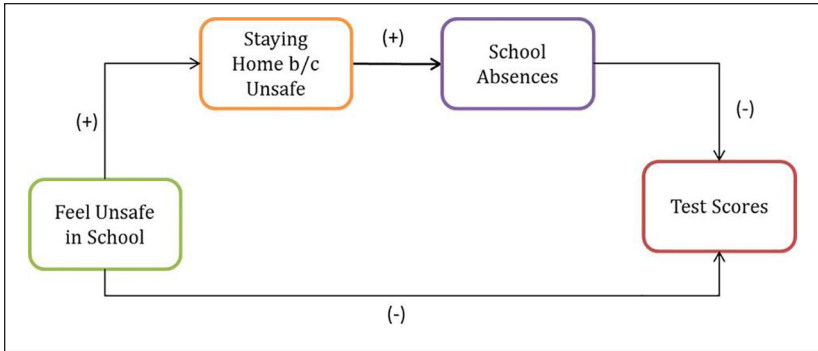 Staying
Home b/c
Unsafe
(+)
School
Absences
(+)
(-)
Feel Unsafe
in School
Test Scores
(-)